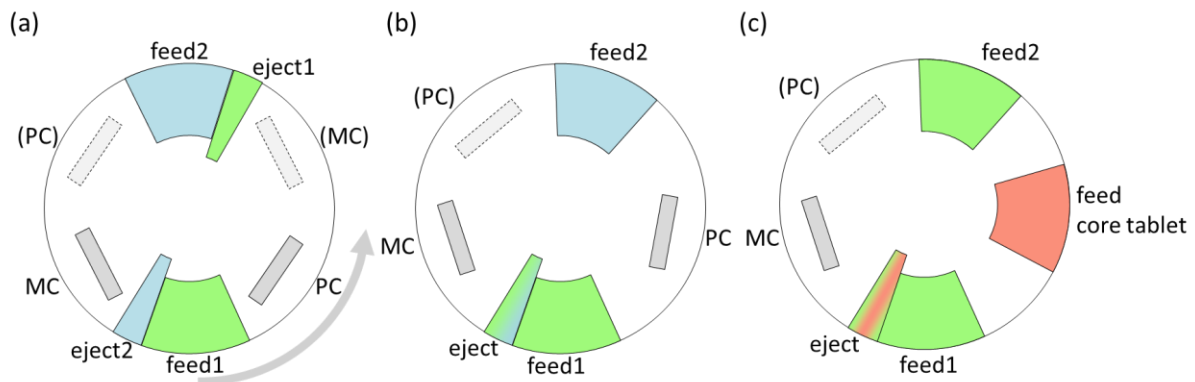 (a)
feed2
eject1
(PC)
(MC)
MC
PC
eject2
feed1
(b)
feed2
(PC)
MC
PC
eject
feed1
(c)
feed2
(PC)
feed
core tablet
MC
eject
feed1